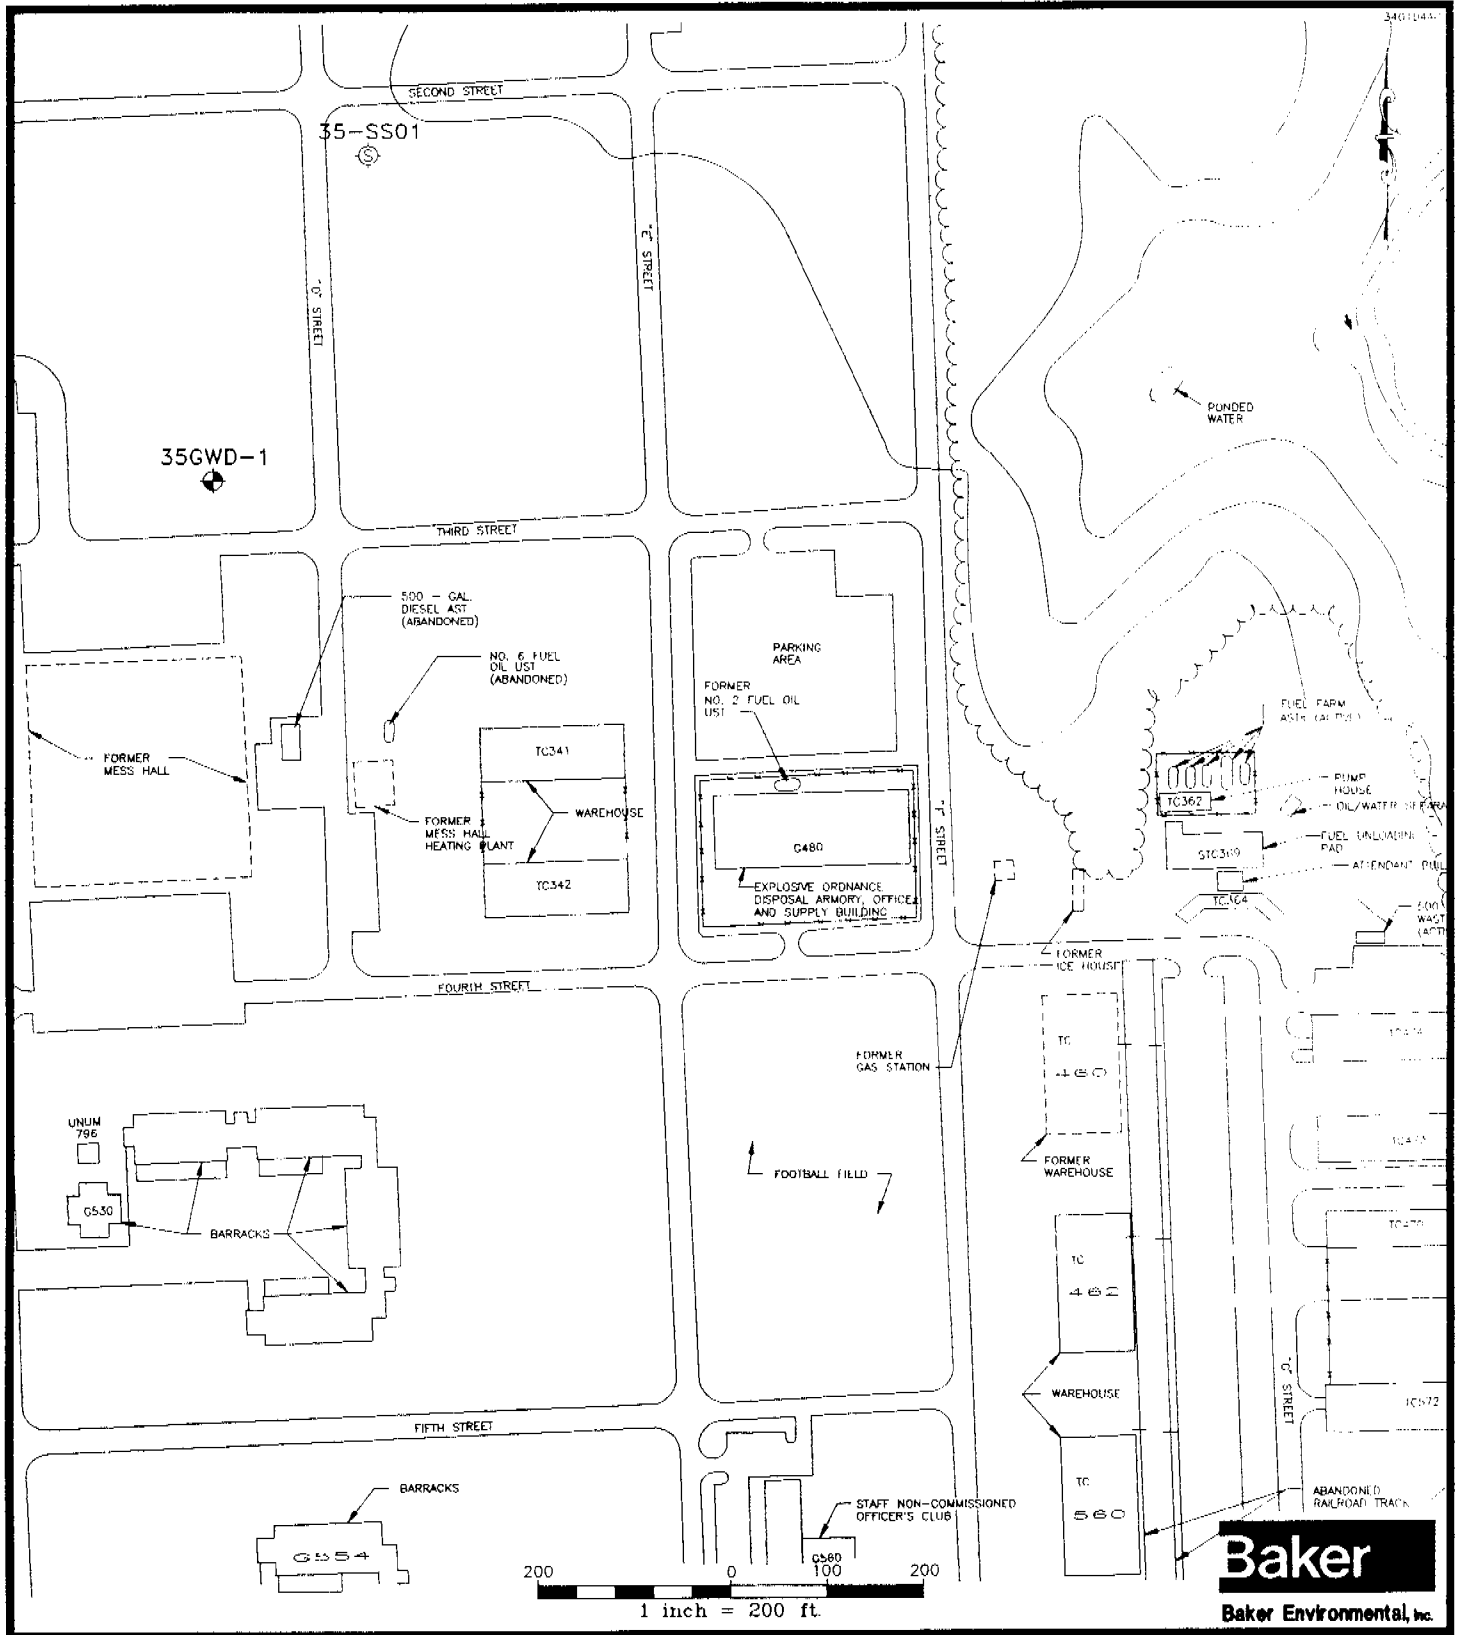 SECOND STREET
35-SS01
S
"D" STREET
"E" STREET
PONDED
WATER
35GWD-1
THIRD STREET
500 - GAL.
DIESEL AST
(ABANDONED)
NO. 6 FUEL
OIL UST
(ABANDONED)
PARKING
AREA
FORMER
NO. 2 FUEL OIL
UST
FUEL FARM
FORMER
MESS HALL
TC341
WAREHOUSE
TC342
FORMER
MESS HALL
HEATING PLANT
G480
EXPLOSIVE ORDNANCE
DISPOSAL ARMORY, OFFICE
AND SUPPLY BUILDING
"F" STREET
PUMP
HOUSE
TC362
OIL/WATER
FUEL UNLOADING
PAD
STC369
ATTENDANT
TC364
FORMER
ICE HOUSE
FOURTH STREET
FORMER
GAS STATION
TC
460
FORMER
WAREHOUSE
UNUM
796
G530
BARRACKS
FOOTBALL FIELD
TC
462
WAREHOUSE
"G" STREET
TC572
FIFTH STREET
BARRACKS
G554
STAFF NON-COMMISSIONED
OFFICER'S CLUB
G580
TC
560
ABANDONED
RAILROAD TRACK
200 0 100 200
1 inch = 200 ft.
Baker
Baker Environmental, Inc.